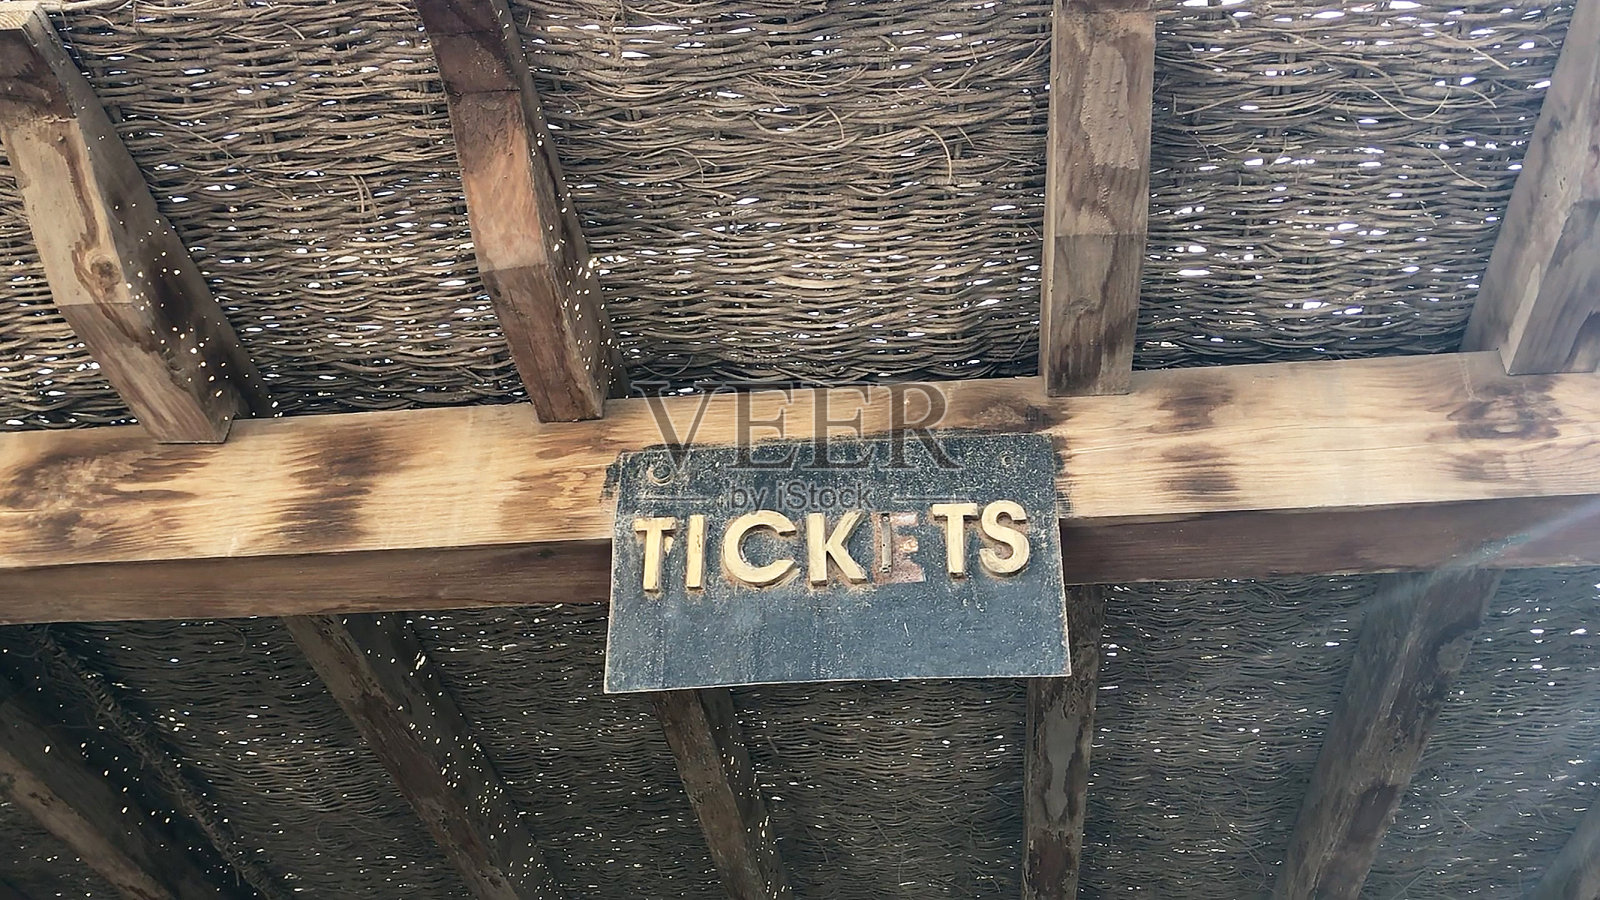 VEER
by iStock
TICKETS